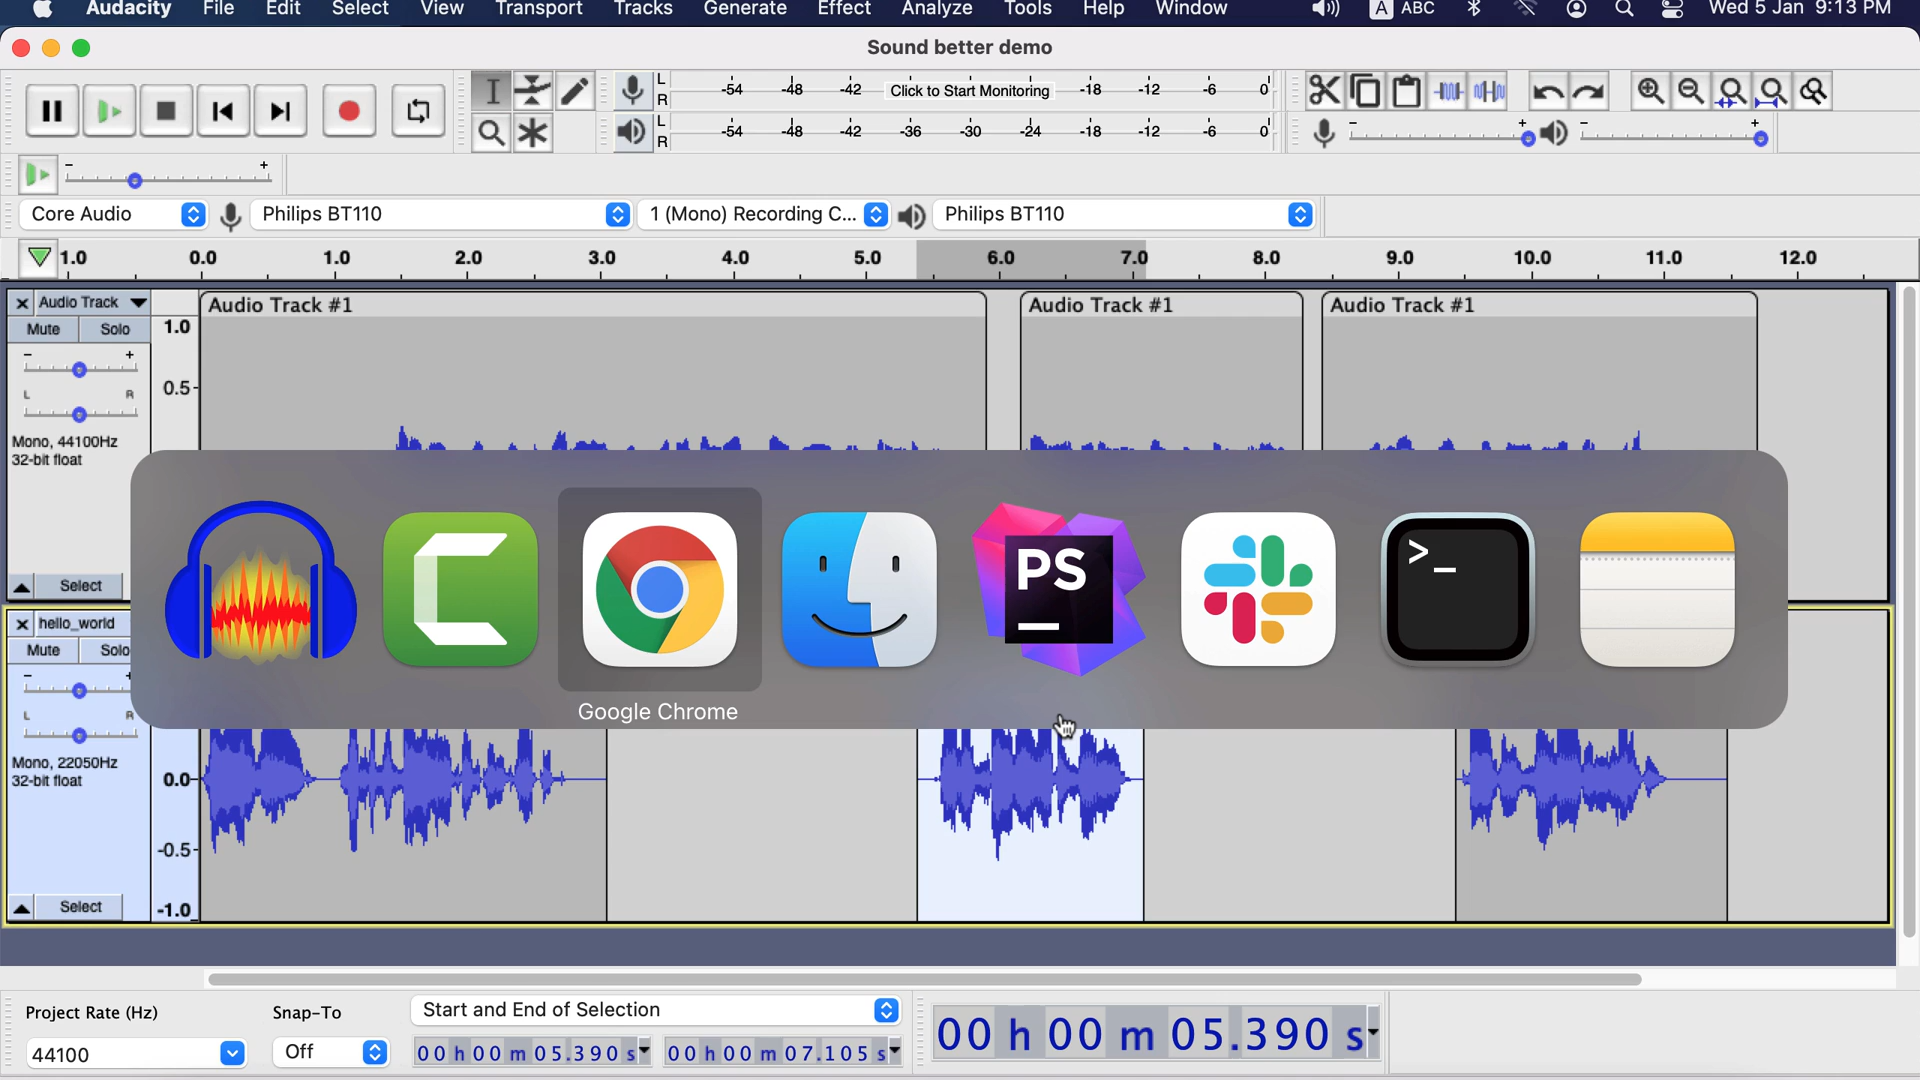 Audacity File Edit Select View Transport Tracks Generate Effect Analyze Tools Help Window A ABC Wed 5 Jan 9:13 PM
Sound better demo
L R -54 -48 -42 Click to Start Monitoring -18 -12 -6 0
L R -54 -48 -42 -36 -30 -24 -18 -12 -6 0
- +
- +
- +
Core Audio Philips BT110 1 (Mono) Recording C... Philips BT110
1.0 0.0 1.0 2.0 3.0 4.0 5.0 6.0 7.0 8.0 9.0 10.0 11.0 12.0
Audio Track Audio Track #1 Audio Track #1 Audio Track #1
Mute Solo 1.0
- +
0.5
L R
Mono, 44100Hz
32-bit float
PS
>_
Select
hello_world
Mute Solo
- +
L R
Google Chrome
Mono, 22050Hz
32-bit float
0.0
-0.5
Select
-1.0
Project Rate (Hz) Snap-To Start and End of Selection
44100 Off 00 h 00 m 05.390 s 00 h 00 m 07.105 s 00 h 00 m 05.390 s